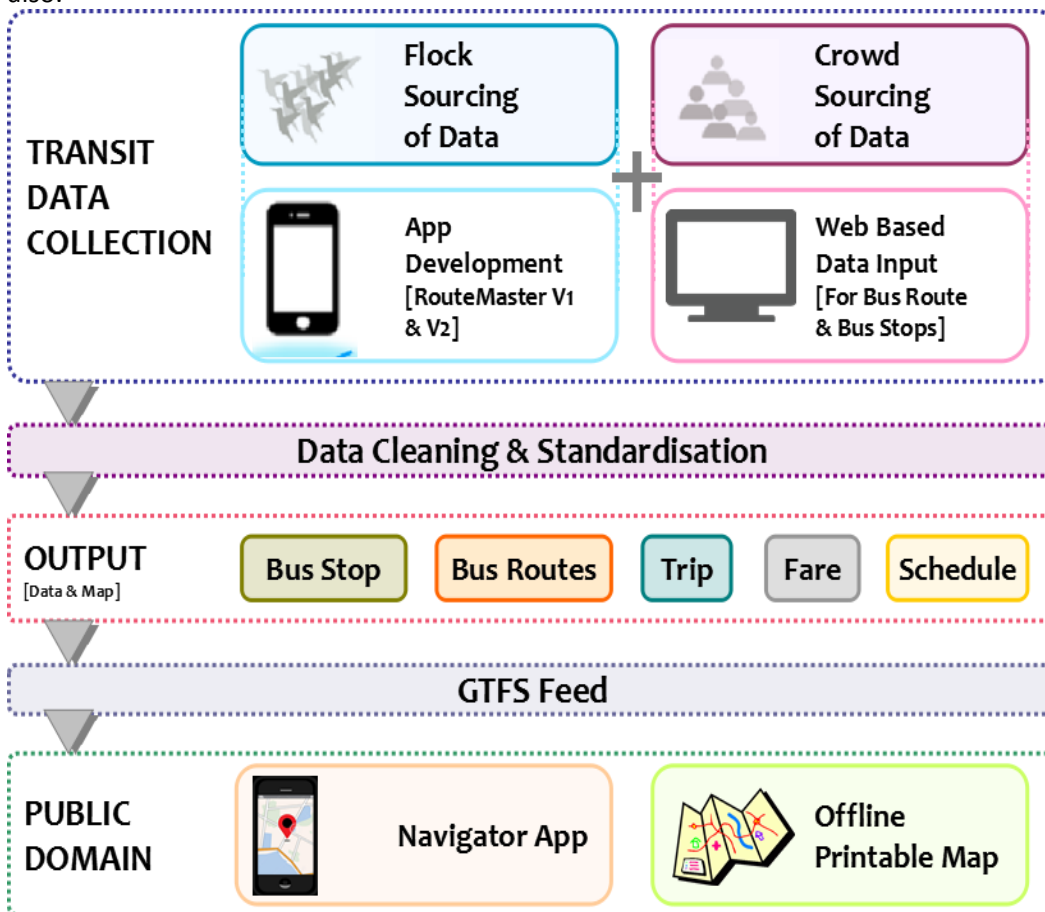 also.
Flock
Sourcing
of Data
Crowd
Sourcing
of Data
TRANSIT
DATA
COLLECTION
App
Development
[RouteMaster V1
& V2]
Web Based
Data Input
[For Bus Route
& Bus Stops]
Data Cleaning & Standardisation
OUTPUT
[Data & Map]
Bus Stop
Bus Routes
Trip
Fare
Schedule
GTFS Feed
PUBLIC
DOMAIN
Navigator App
Offline
Printable Map